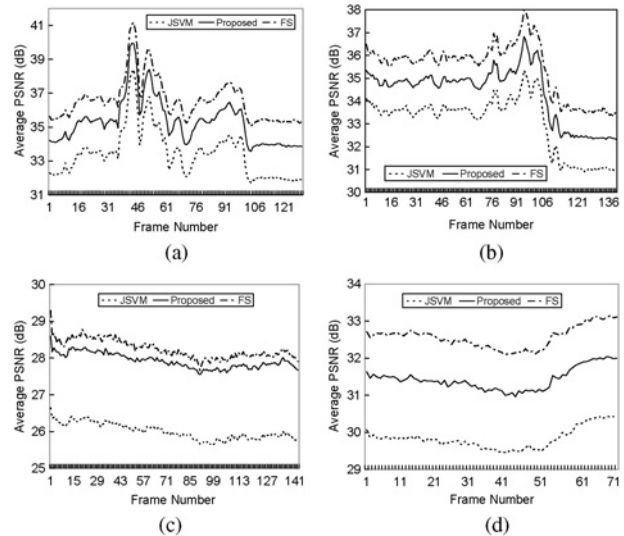 JSVM Proposed FS
Average PSNR (dB)
41
39
37
35
33
31
1 16 31 46 61 76 91 106 121
Frame Number
(a)
38
37
36
35
34
33
32
31
30
Average PSNR (dB)
JSVM Proposed FS
1 16 31 46 61 76 91 106 121 136
Frame Number
(b)
30
29
28
27
26
25
Average PSNR (dB)
JSVM Proposed FS
1 15 29 43 57 71 85 99 113 127 141
Frame Number
(c)
34
33
32
31
30
29
Average PSNR (dB)
JSVM Proposed FS
1 11 21 31 41 51 61 71
Frame Number
(d)